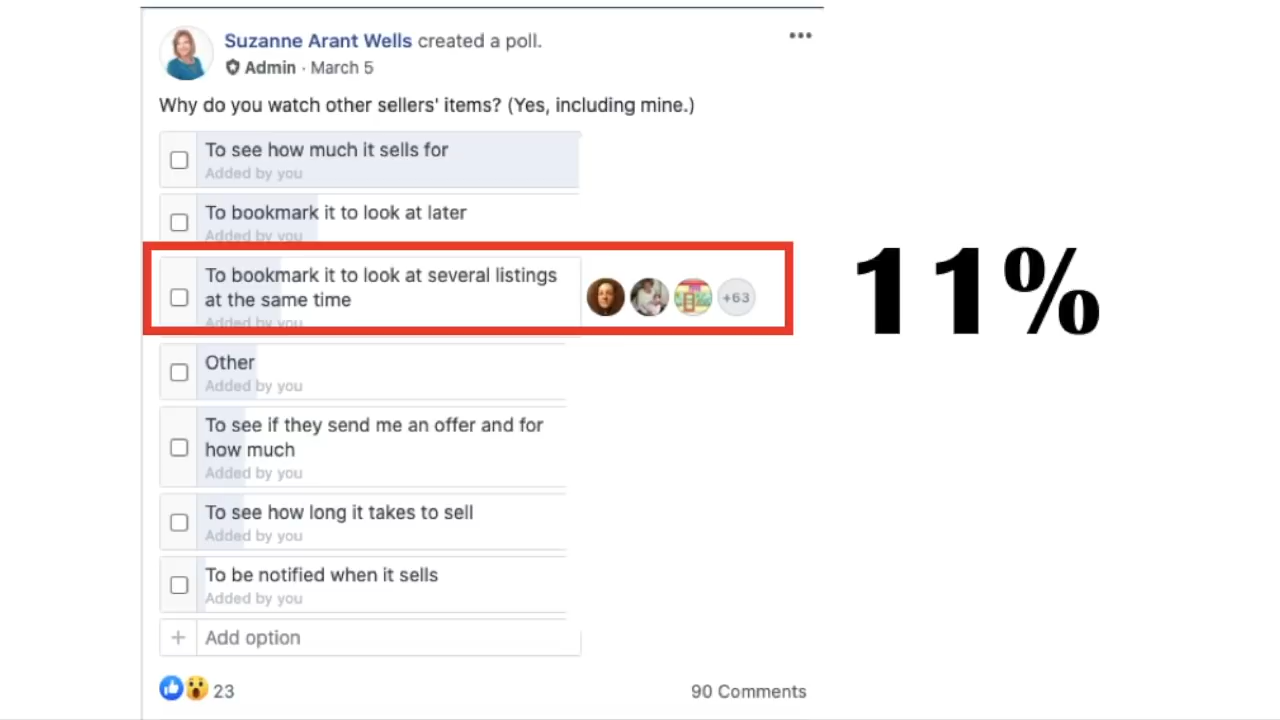 Suzanne Arant Wells created a poll.
Admin · March 5
Why do you watch other sellers' items? (Yes, including mine.)
To see how much it sells for
Added by you
To bookmark it to look at later
Added by you
To bookmark it to look at several listings
at the same time
Added by you
+63
11%
Other
Added by you
To see if they send me an offer and for
how much
Added by you
To see how long it takes to sell
Added by you
To be notified when it sells
Added by you
+ Add option
23
90 Comments